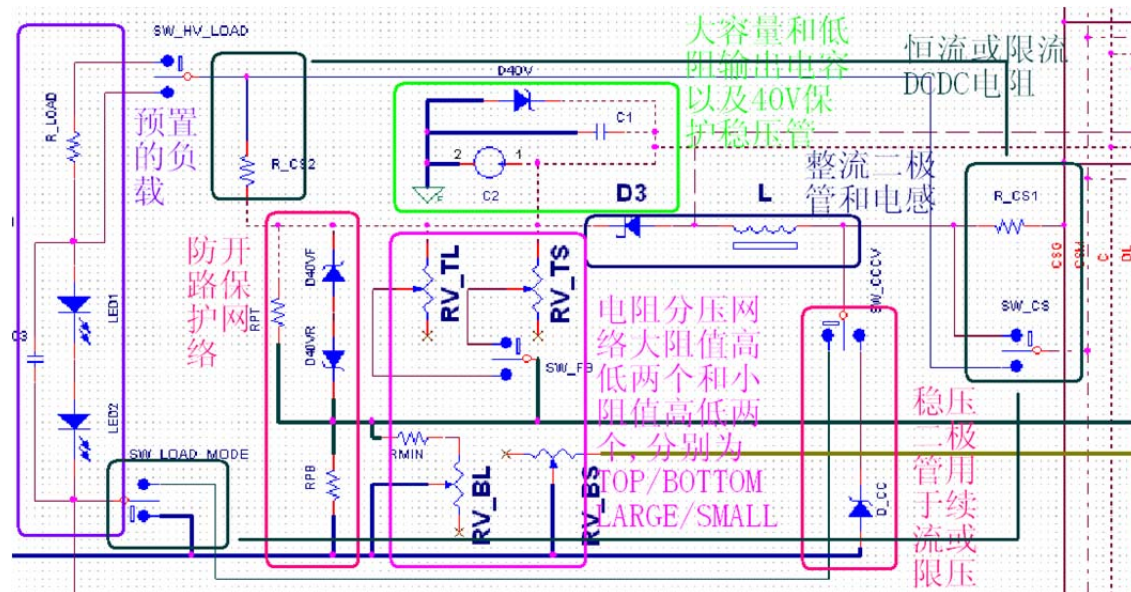 SW_HV_LOAD
R_LOAD
预置
的负
载
LED1
LED2
SW_LOAD_MODE
R_CS2
防开
路保
护网
络
RPT
D40VF
D40VR
RPB
D40V
C1
2
1
C2
大容量和低
阻输出电容
以及40V保
护稳压管
RV_TL
RV_TS
SW_FB
RMIN
RV_BL
RV_BS
电阻分压网
络大阻值高
低两个和小
阻值高低两
个,分别为
TOP/BOTTOM
LARGE/SMALL
D3
L
整流二极
管和电感
恒流或限流
DCDC电阻
SW_CCCV
D_CC
稳压
二极
管用
于续
流或
限压
R_CS1
SW_CS
CSG
CSM
C
DL